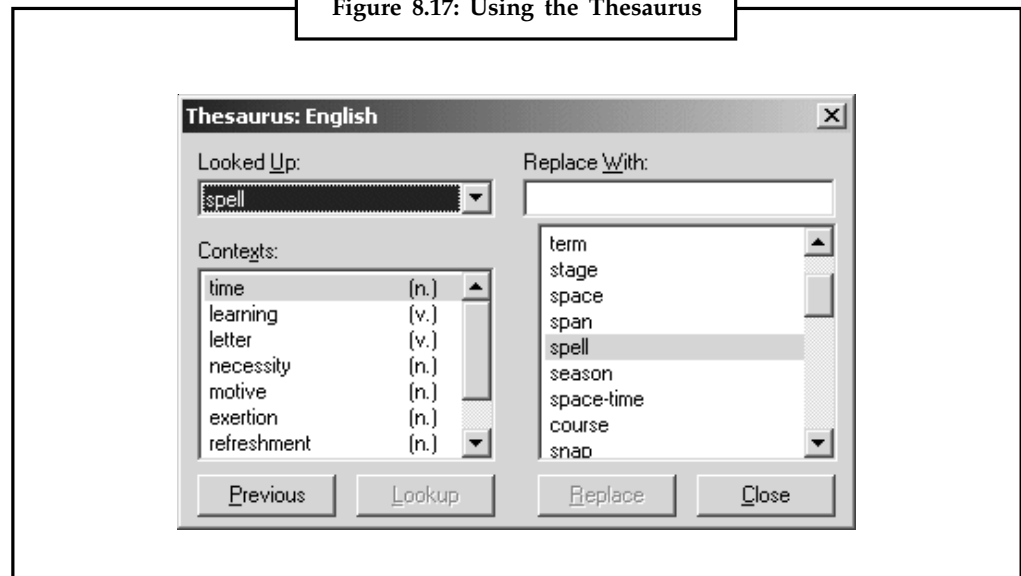 Figure 8.17: Using the Thesaurus
Thesaurus: English
Looked Up:
spell
Contexts:
time (n.)
learning (v.)
letter (v.)
necessity (n.)
motive (n.)
exertion (n.)
refreshment (n.)
Replace With:
term
stage
space
span
spell
season
space-time
course
snap
Previous
Lookup
Replace
Close